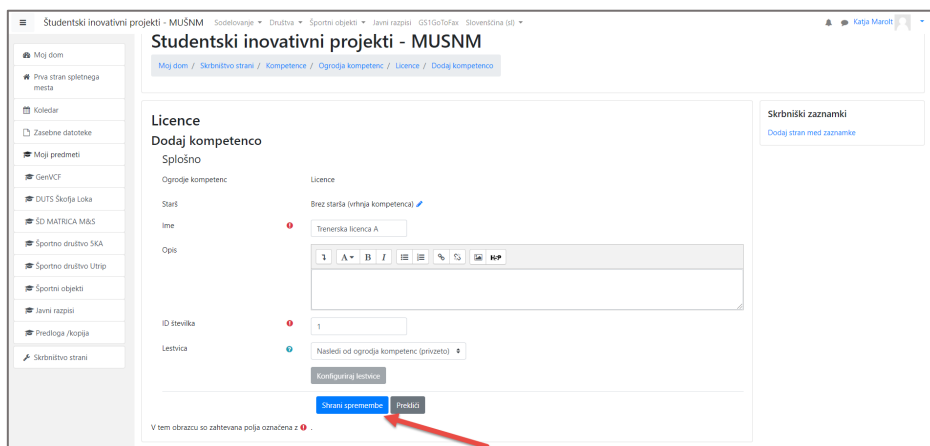 Študentski inovativni projekti - MUŠNM Sodelovanje Društva Športni objekti Javni razpisi GS1GoToFax Slovenščina (sl) Katja Marolt
Studentski inovativni projekti - MUSNM
Moj dom / Skrbništvo strani / Kompetence / Ogrodja kompetenc / Licence / Dodaj kompetenco
Moj dom
Prva stran spletnega
mesta
Koledar
Zasebne datoteke
Moji predmeti
GenVCF
DUTS Škofja Loka
ŠD MATRICA M&S
Športno društvo 5KA
Športno društvo Utrip
Športni objekti
Javni razpisi
Predloga /kopija
Skrbništvo strani
Licence
Dodaj kompetenco
Splošno
Ogrodje kompetenc Licence
Starš Brez starša (vrhnja kompetenca)
Ime Trenerska licenca A
Opis
A B I H-P
ID številka 1
Lestvica Nasledi od ogrodja kompetenc (privzeto)
Konfiguriraj lestvice
Shrani spremembe Prekliči
V tem obrazcu so zahtevana polja označena z .
Skrbniški zaznamki
Dodaj stran med zaznamke